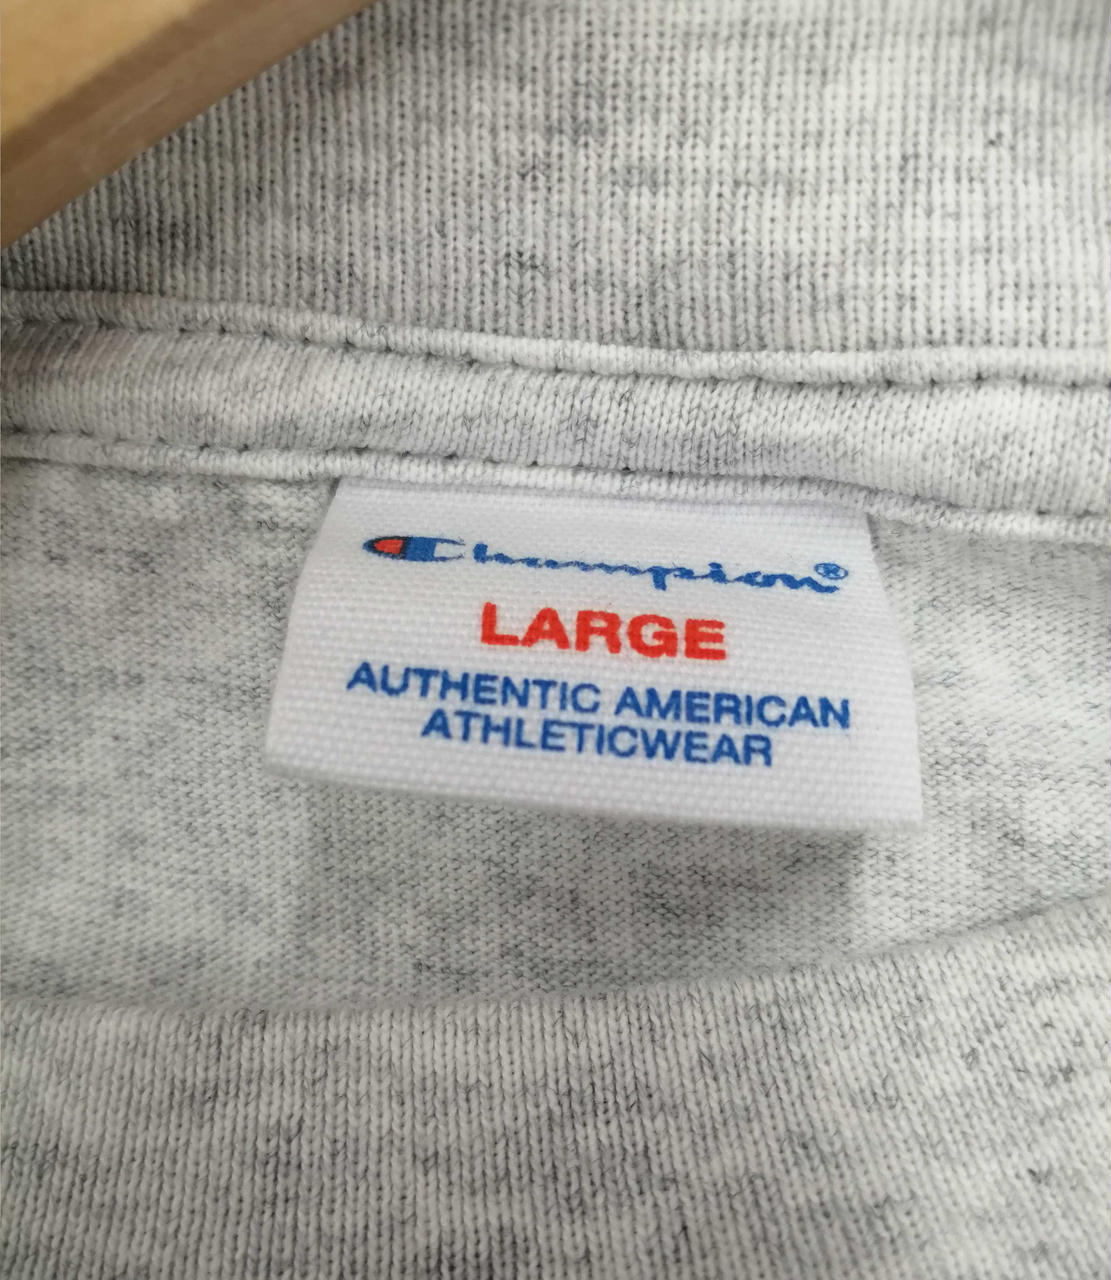 Champion®
LARGE
AUTHENTIC AMERICAN
ATHLETICWEAR